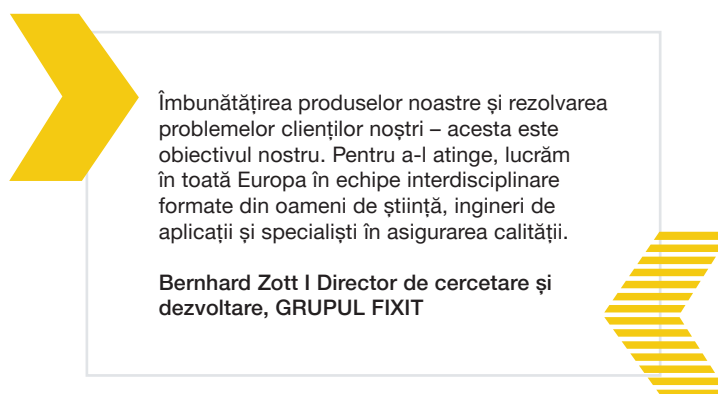 Îmbunătățirea produselor noastre și rezolvarea
problemelor clienților noștri – acesta este
obiectivul nostru. Pentru a-l atinge, lucrăm
în toată Europa în echipe interdisciplinare
formate din oameni de știință, ingineri de
aplicații și specialiști în asigurarea calității.
Bernhard Zott I Director de cercetare și
dezvoltare, GRUPUL FIXIT